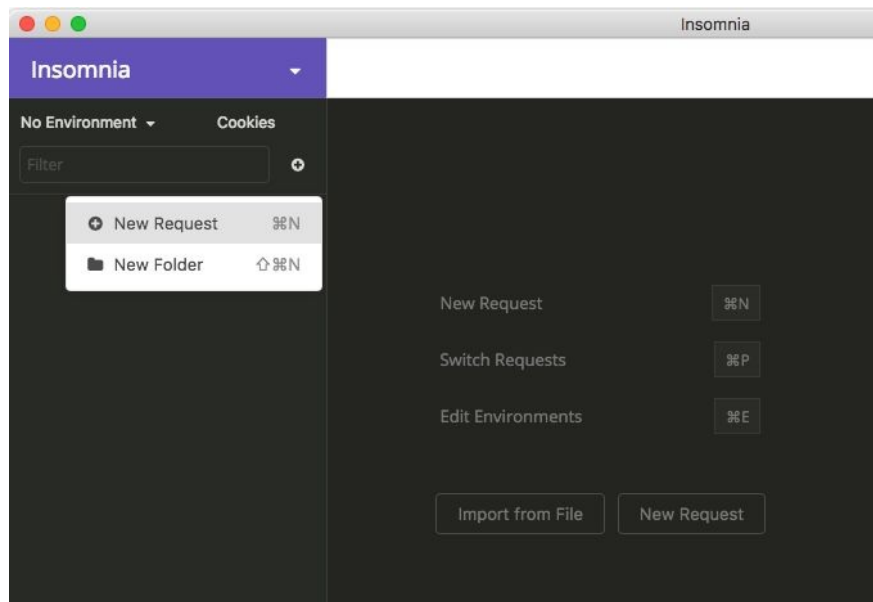 Insomnia
Insomnia
No Environment Cookies
Filter
New Request ⌘N
New Folder ⇧⌘N
New Request ⌘N
Switch Requests ⌘P
Edit Environments ⌘E
Import from File New Request